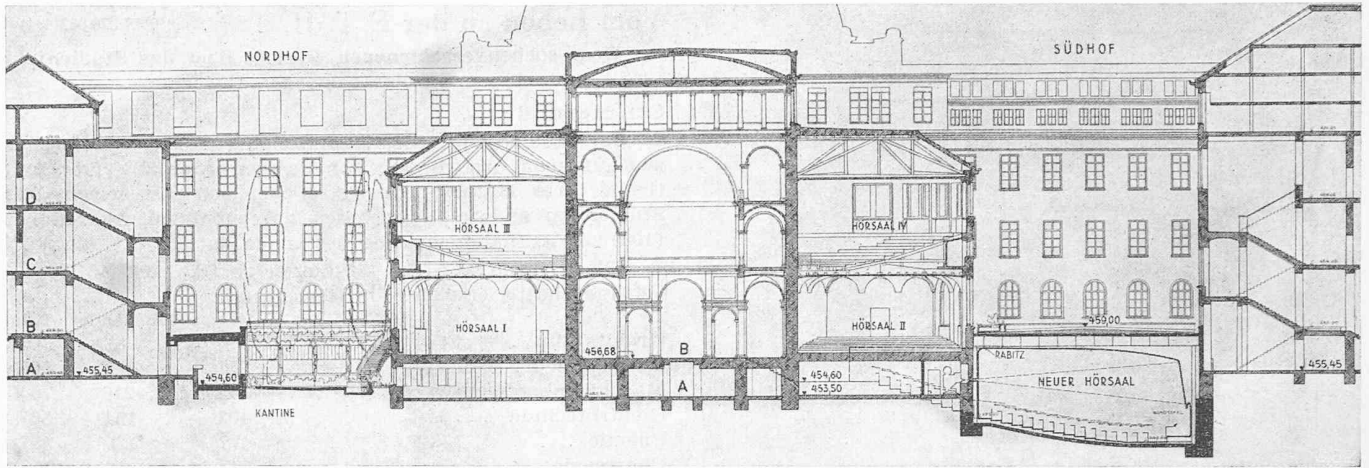 NORDHOF
SÜDHOF
D
C
B
A
HÖRSAAL III
HÖRSAAL IV
HÖRSAAL I
HÖRSAAL II
459,00
456,68
B
A
RABITZ
NEUER HÖRSAAL
455,45
454,60
454,60
453,50
455,45
KANTINE